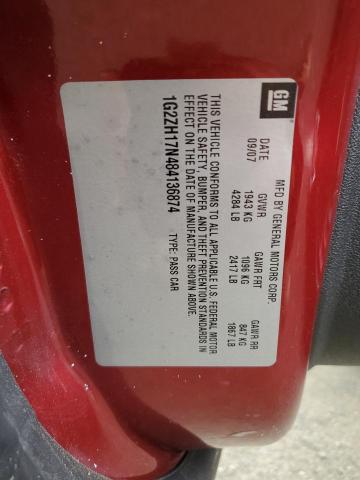 GM
MFD BY GENERAL MOTORS CORP.
DATE GVWR GAWR FRT GAWR RR
09/07 1943 KG 1096 KG 847 KG
4284 LB 2417 LB 1867 LB
THIS VEHICLE CONFORMS TO ALL APPLICABLE U.S. FEDERAL MOTOR
VEHICLE SAFETY, BUMPER, AND THEFT PREVENTION STANDARDS IN
EFFECT ON THE DATE OF MANUFACTURE SHOWN ABOVE.
1G2ZH17N484136874 TYPE: PASS CAR